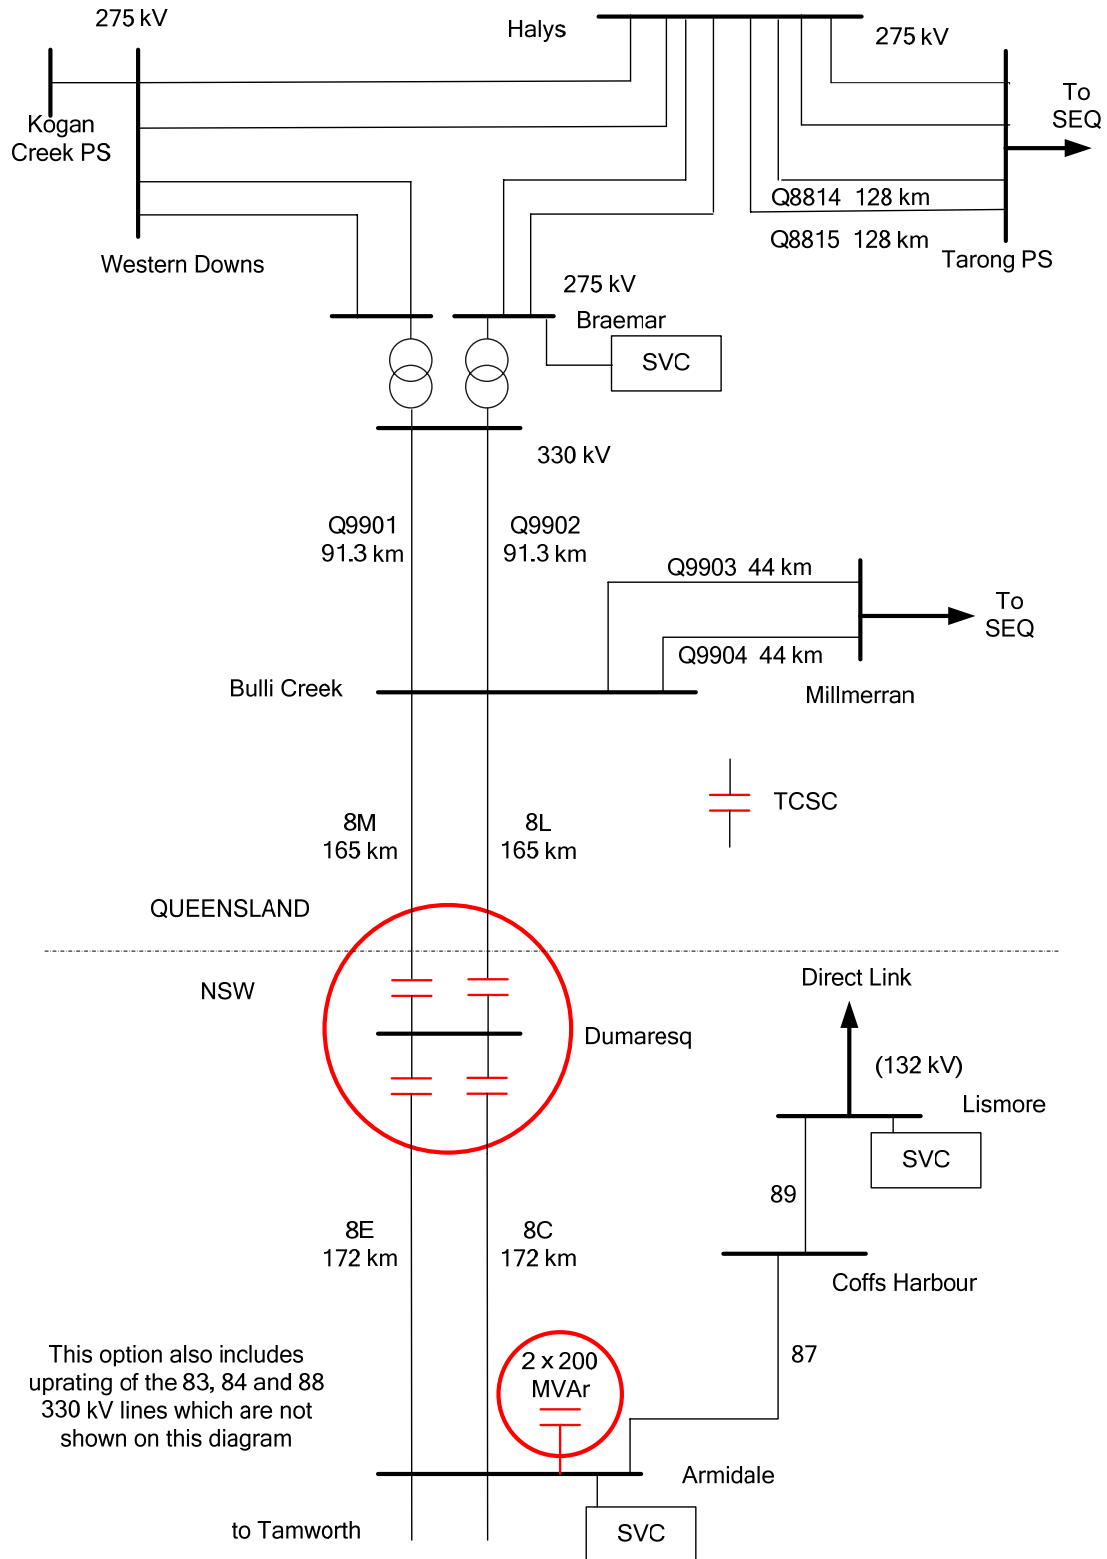 275 kV
Halys
275 kV
Kogan
Creek PS
To
SEQ
Q8814 128 km
Q8815 128 km
Western Downs
Tarong PS
275 kV
Braemar
SVC
330 kV
Q9901
91.3 km
Q9902
91.3 km
Q9903 44 km
To
SEQ
Q9904 44 km
Bulli Creek
Millmerran
TCSC
8M
165 km
8L
165 km
QUEENSLAND
NSW
Direct Link
Dumaresq
(132 kV)
Lismore
SVC
89
8E
172 km
8C
172 km
Coffs Harbour
87
This option also includes
uprating of the 83, 84 and 88
330 kV lines which are not
shown on this diagram
2 x 200
MVAr
Armidale
to Tamworth
SVC